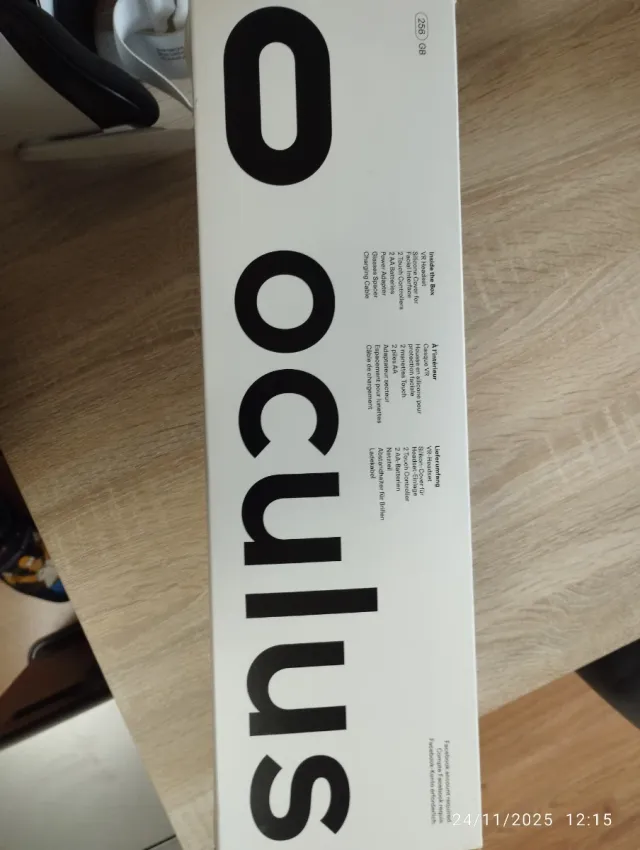 256 GB
oculus
Inside the Box
VR Headset
Silicone Cover for
Facial Interface
2 Touch Controllers
2 AA Batteries
Power Adapter
Glasses Spacer
Charging Cable
À l'intérieur
Casque VR
Housse en silicone pour
protection faciale
2 manettes Touch
2 piles AA
Adaptateur secteur
Espacement pour lunettes
Câble de chargement
Lieferumfang
VR-Headset
Silikon-Cover für
Headset-Einlage
2 Touch Controller
2 AA-Batterien
Netzteil
Abstandhalter für Brillen
Ladekabel
Facebook account required.
Compte Facebook requis.
Facebook-Konto erforderlich.
24/11/2025 12:15